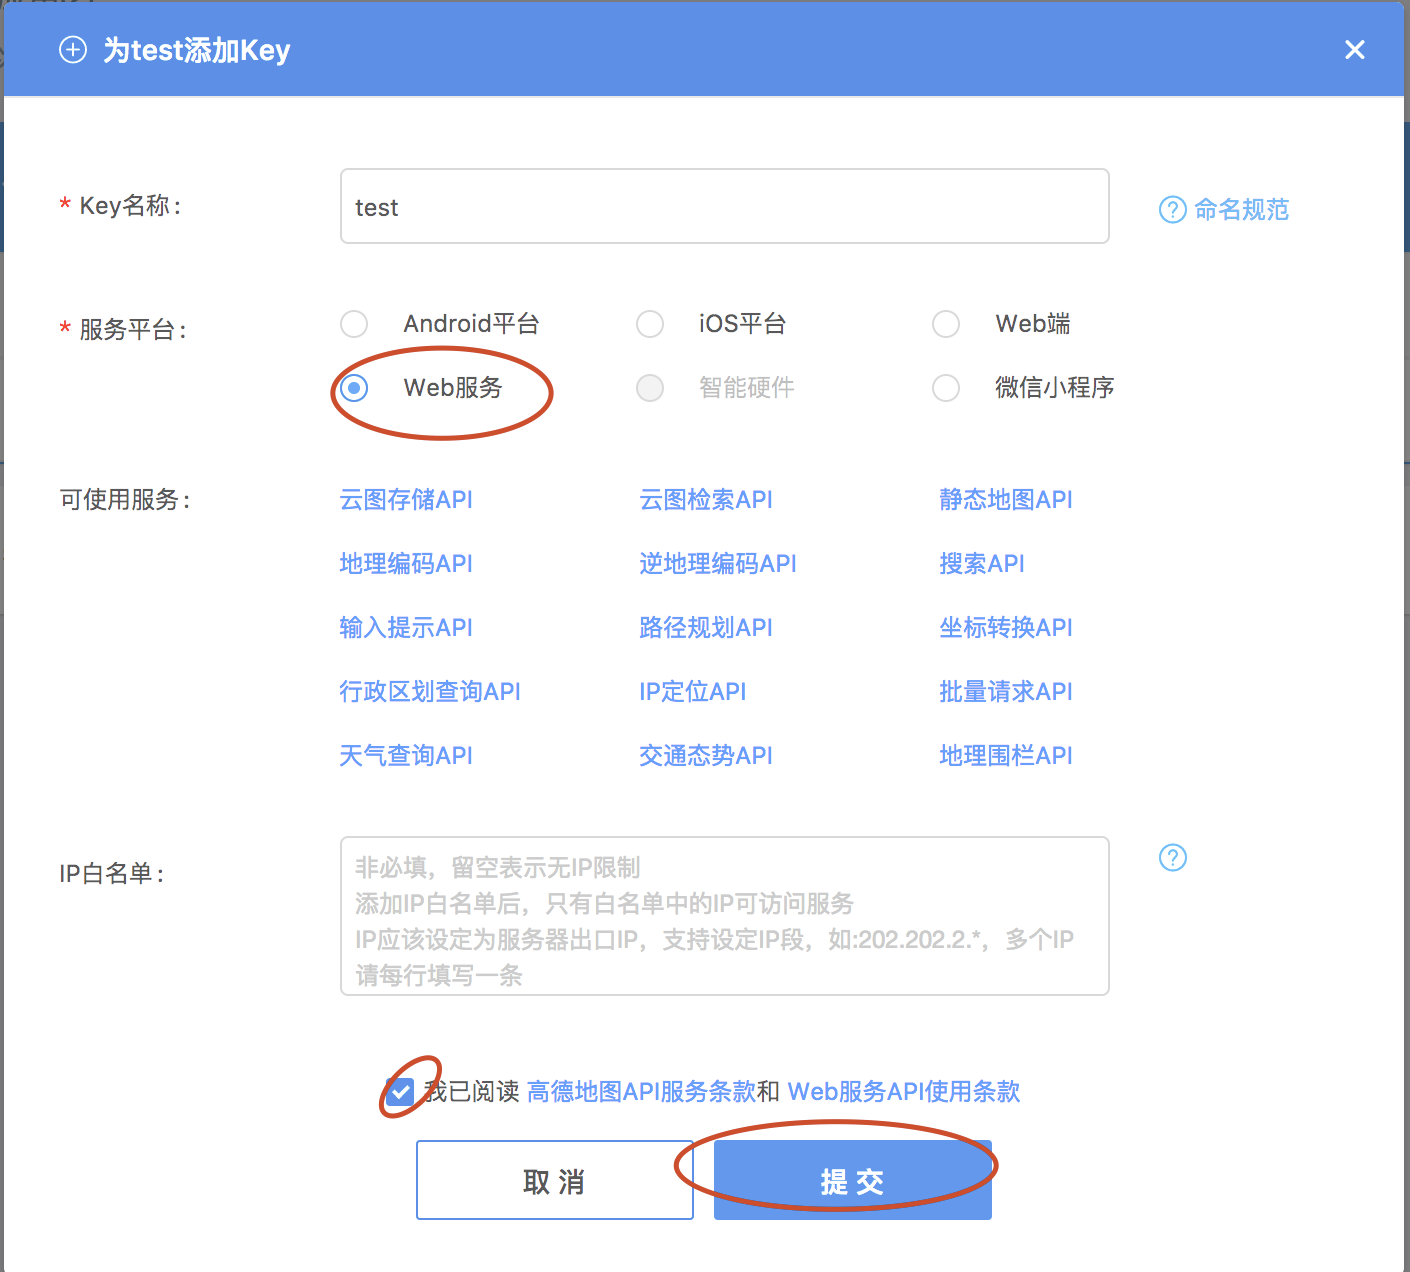 为test添加Key
* Key名称：
test
? 命名规范
* 服务平台：
Android平台
iOS平台
Web端
Web服务
智能硬件
微信小程序
可使用服务：
云图存储API
云图检索API
静态地图API
地理编码API
逆地理编码API
搜索API
输入提示API
路径规划API
坐标转换API
行政区划查询API
IP定位API
批量请求API
天气查询API
交通态势API
地理围栏API
IP白名单：
非必填，留空表示无IP限制
添加IP白名单后，只有白名单中的IP可访问服务
IP应该设定为服务器出口IP，支持设定IP段，如:202.202.2.*，多个IP
请每行填写一条
?
我已阅读 高德地图API服务条款和 Web服务API使用条款
取 消
提 交